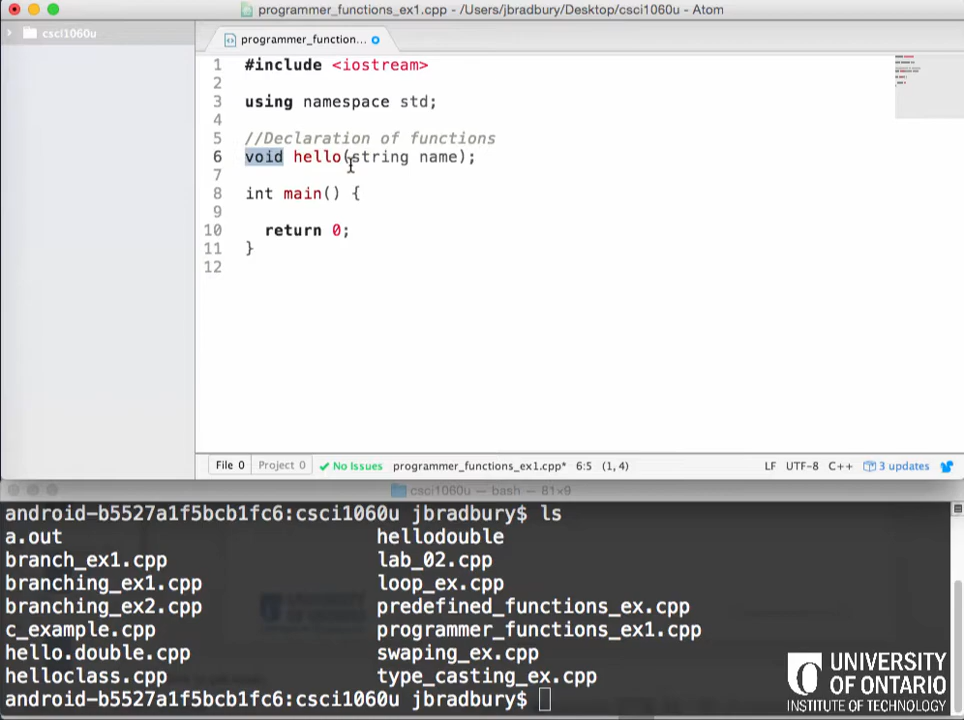 programmer_functions_ex1.cpp - /Users/jbradbury/Desktop/csci1060u - Atom
csci1060u
programmer_function...
1 #include <iostream>
2
3 using namespace std;
4
5 //Declaration of functions
6 void hello(string name);
7
8 int main() {
9
10 return 0;
11 }
12
File 0 Project 0 No Issues programmer_functions_ex1.cpp* 6:5 (1, 4) LF UTF-8 C++ 3 updates
csci1060u — bash — 81×9
android-b5527a1f5bcb1fc6:csci1060u jbradbury$ ls
a.out hellodouble
branch_ex1.cpp lab_02.cpp
branching_ex1.cpp loop_ex.cpp
branching_ex2.cpp predefined_functions_ex.cpp
c_example.cpp programmer_functions_ex1.cpp
hello.double.cpp swaping_ex.cpp
helloclass.cpp type_casting_ex.cpp
android-b5527a1f5bcb1fc6:csci1060u jbradbury$
UNIVERSITY
OF ONTARIO
INSTITUTE OF TECHNOLOGY